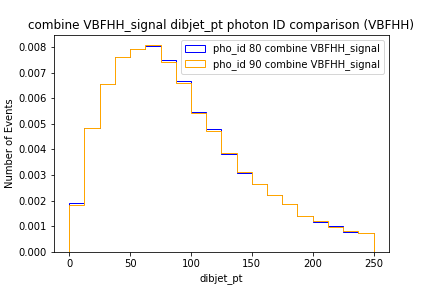 combine VBFHH_signal dibjet_pt photon ID comparison (VBFHH)
pho_id 80 combine VBFHH_signal
pho_id 90 combine VBFHH_signal
Number of Events
0.008
0.007
0.006
0.005
0.004
0.003
0.002
0.001
0.000
0 50 100 150 200 250
dibjet_pt